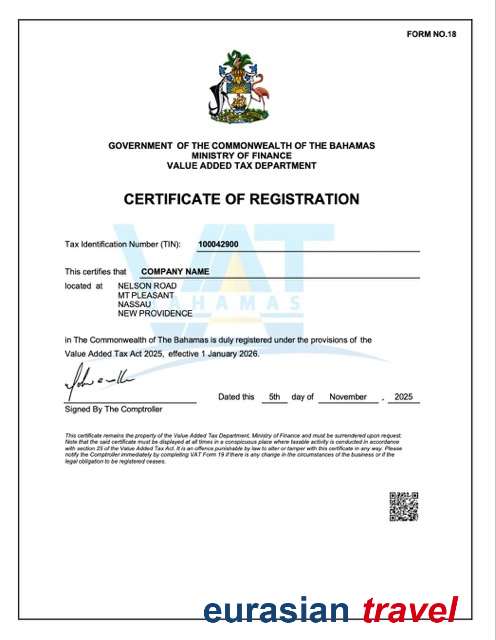 FORM NO.18
GOVERNMENT OF THE COMMONWEALTH OF THE BAHAMAS
MINISTRY OF FINANCE
VALUE ADDED TAX DEPARTMENT
CERTIFICATE OF REGISTRATION
VAT
BAHAMAS
Tax Identification Number (TIN): 100042900
This certifies that COMPANY NAME
located at NELSON ROAD
MT PLEASANT
NASSAU
NEW PROVIDENCE
in The Commonwealth of The Bahamas is duly registered under the provisions of the
Value Added Tax Act 2025, effective 1 January 2026.
Dated this 5th day of November , 2025
Signed By The Comptroller
This certificate remains the property of the Value Added Tax Department, Ministry of Finance and must be surrendered upon request.
Note that the said certificate must be displayed at all times in a conspicuous place where taxable activity is conducted in accordance
with section 23 of the Value Added Tax Act. It is an offence punishable by law to alter or tamper with this certificate in any way. Please
notify the Comptroller immediately by completing VAT Form 19 if there is any change in the circumstances of the business or if the
legal obligation to be registered ceases.
eurasian travel